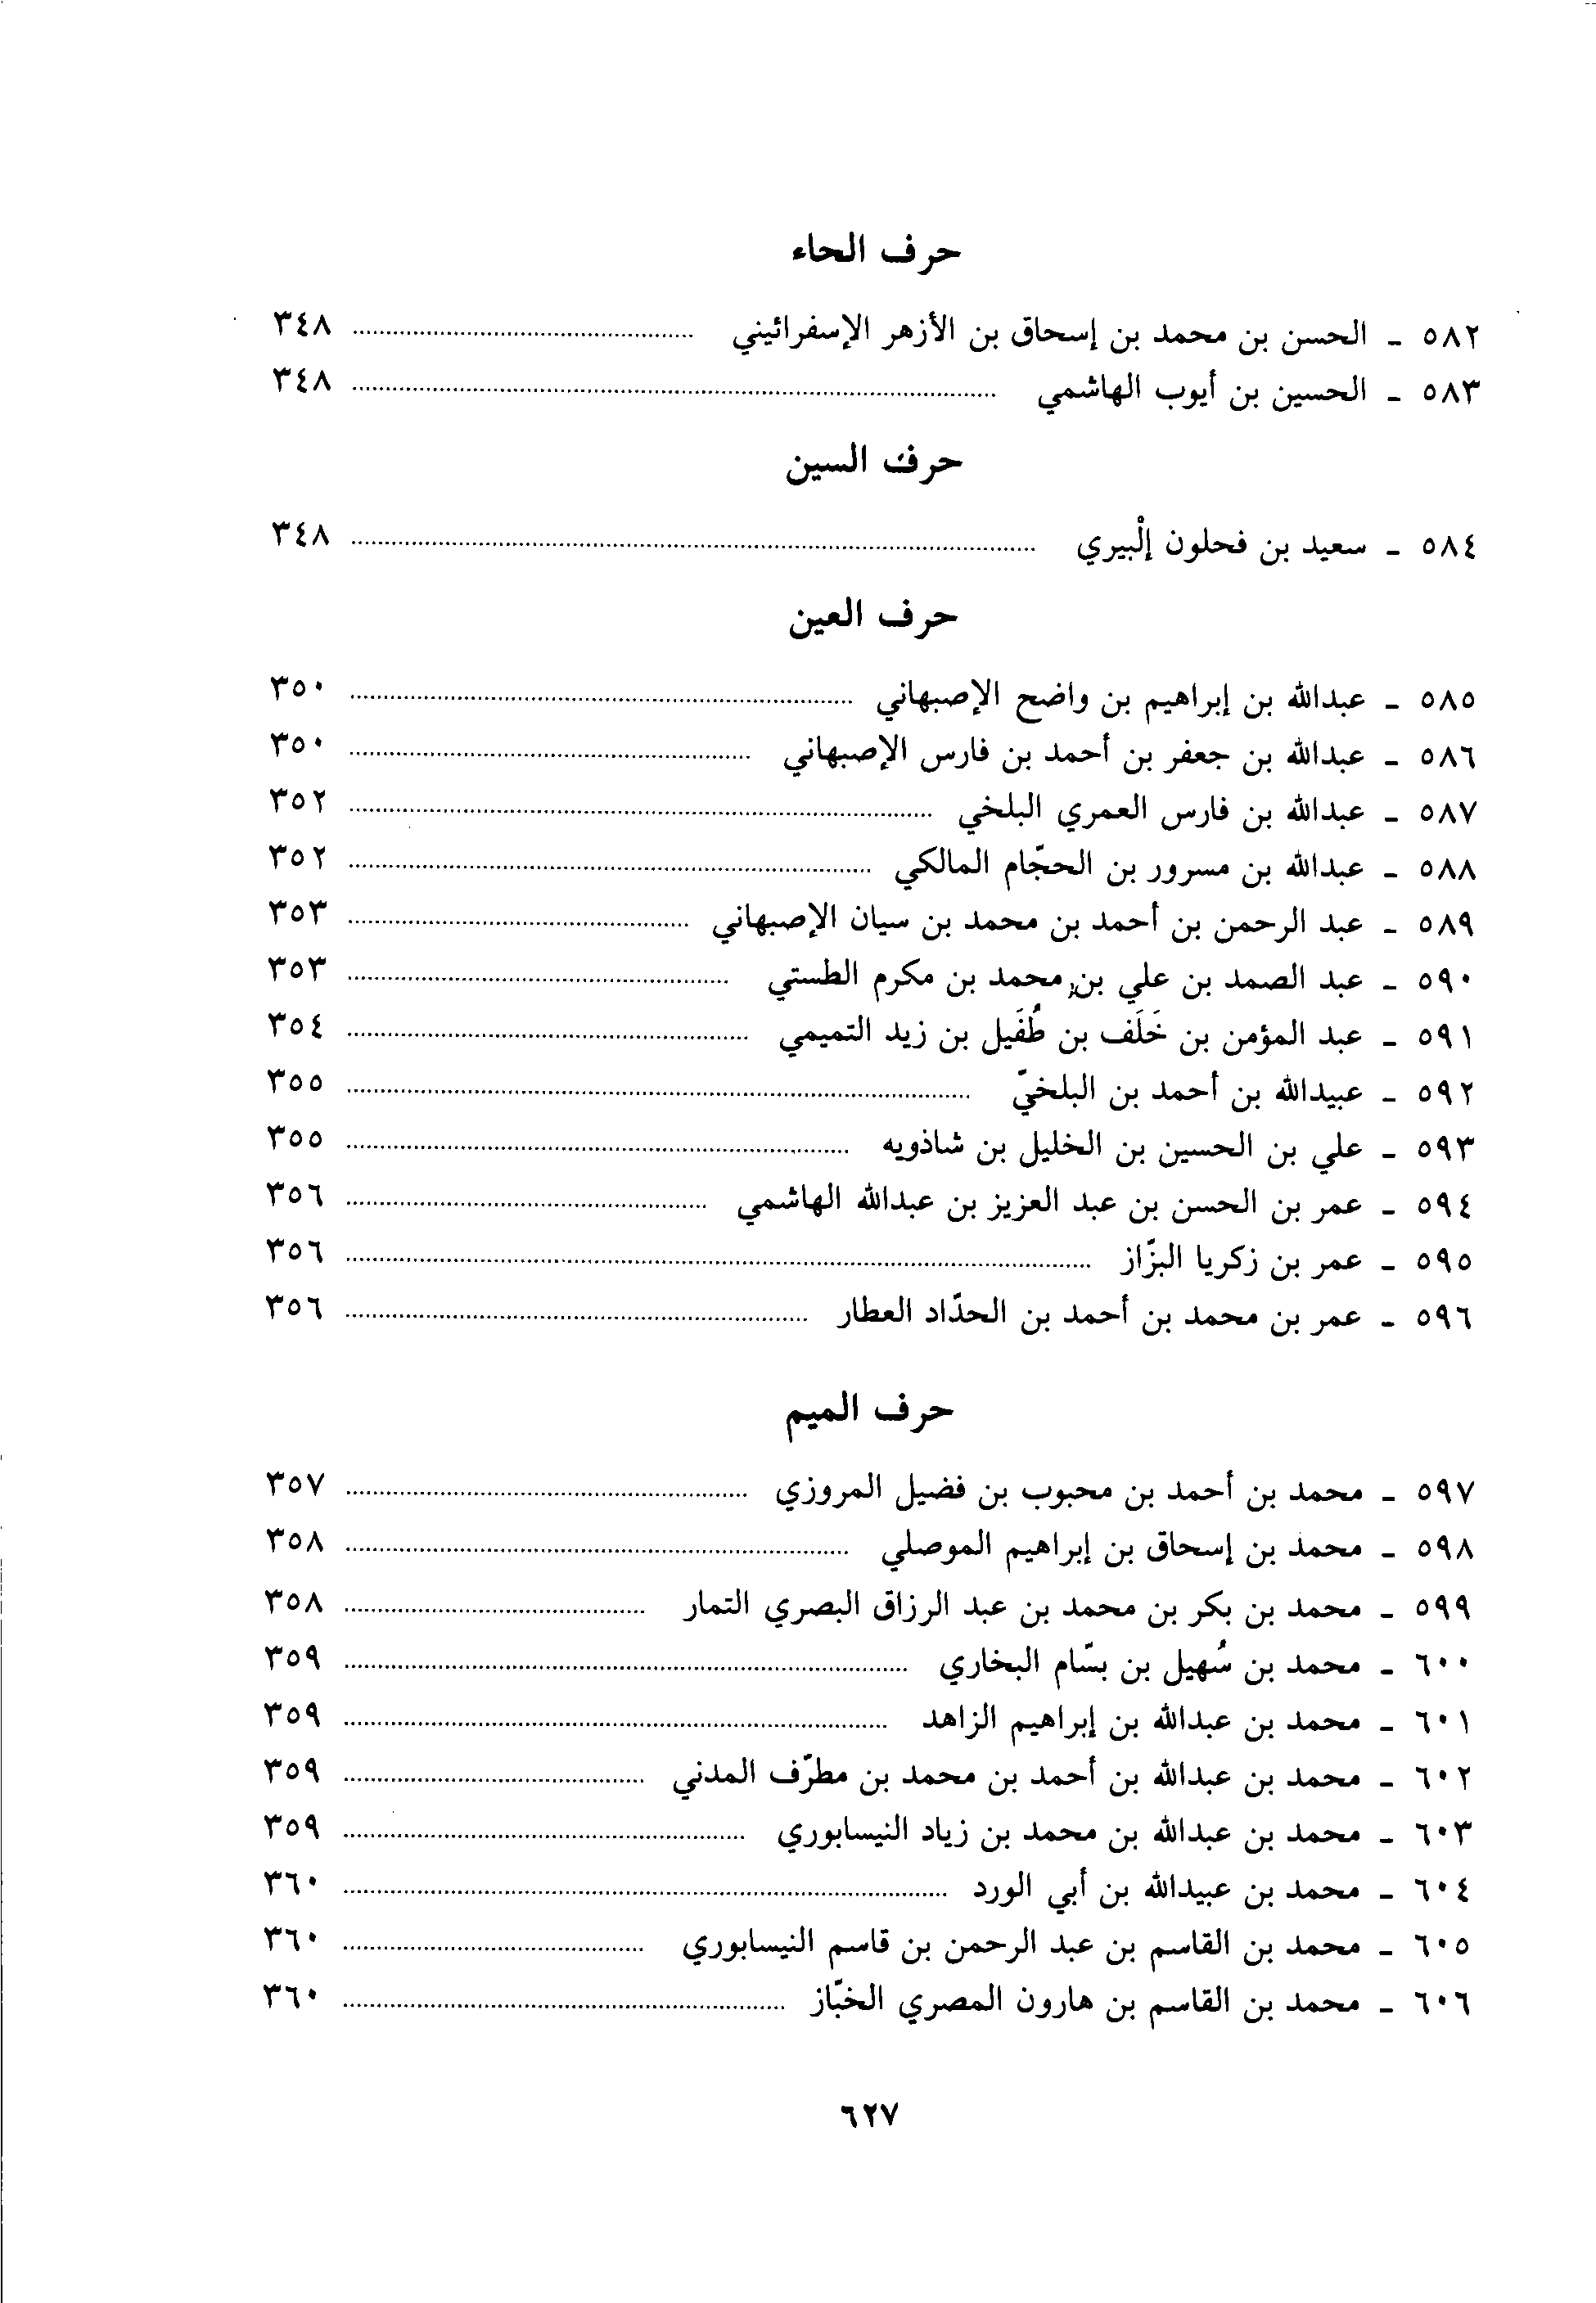 حرف الحاء
٥٨٢ - الحسن بن محمد بن إسحاق بن الأزهر الإسفرائيني ........ ٣٤٨
٥٨٣ - الحسين بن أيوب الهاشمي ........ ٣٤٨
حرف السين
٥٨٤ - سعيد بن فحلون إلْبيري ........ ٣٤٨
حرف العين
٥٨٥ - عبدالله بن إبراهيم بن واضح الإصبهاني ........ ٣٥٠
٥٨٦ - عبدالله بن جعفر بن أحمد بن فارس الإصبهاني ........ ٣٥٠
٥٨٧ - عبدالله بن فارس العمري البلخي ........ ٣٥٢
٥٨٨ - عبدالله بن مسرور بن الحجّام المالكي ........ ٣٥٢
٥٨٩ - عبد الرحمن بن أحمد بن محمد بن سيان الإصبهاني ........ ٣٥٣
٥٩٠ - عبد الصمد بن علي بن محمد بن مكرم الطستي ........ ٣٥٣
٥٩١ - عبد المؤمن بن خَلَف بن طُفَيل بن زيد التميمي ........ ٣٥٤
٥٩٢ - عبيدالله بن أحمد بن البلخيّ ........ ٣٥٥
٥٩٣ - علي بن الحسين بن الخليل بن شاذويه ........ ٣٥٥
٥٩٤ - عمر بن الحسن بن عبد العزيز بن عبدالله الهاشمي ........ ٣٥٦
٥٩٥ - عمر بن زكريا البزّاز ........ ٣٥٦
٥٩٦ - عمر بن محمد بن أحمد بن الحدّاد العطار ........ ٣٥٦
حرف الميم
٥٩٧ - محمد بن أحمد بن محبوب بن فضيل المروزي ........ ٣٥٧
٥٩٨ - محمد بن إسحاق بن إبراهيم الموصلي ........ ٣٥٨
٥٩٩ - محمد بن بكر بن محمد بن عبد الرزاق البصري التمار ........ ٣٥٨
٦٠٠ - محمد بن سُهيل بن بسّام البخاري ........ ٣٥٩
٦٠١ - محمد بن عبدالله بن إبراهيم الزاهد ........ ٣٥٩
٦٠٢ - محمد بن عبدالله بن أحمد بن محمد بن مطرّف المدني ........ ٣٥٩
٦٠٣ - محمد بن عبدالله بن محمد بن زياد النيسابوري ........ ٣٥٩
٦٠٤ - محمد بن عبيدالله بن أبي الورد ........ ٣٦٠
٦٠٥ - محمد بن القاسم بن عبد الرحمن بن قاسم النيسابوري ........ ٣٦٠
٦٠٦ - محمد بن القاسم بن هارون المصري الخبّاز ........ ٣٦٠
٦٢٧